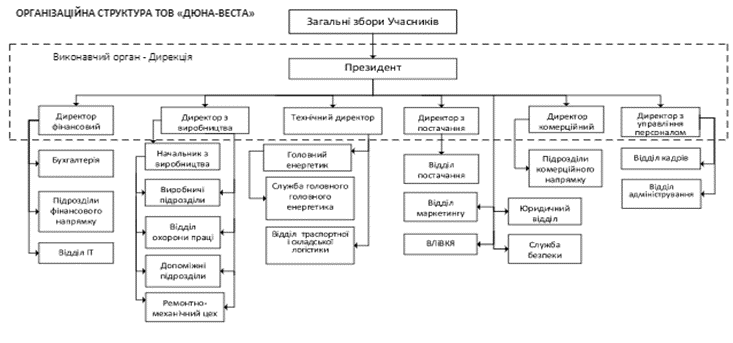 ОРГАНІЗАЦІЙНА СТРУКТУРА ТОВ «ДЮНА-ВЕСТА»
Загальні збори Учасників
Виконавчий орган - Дирекція
Президент
Директор
фінансовий
Директор з
виробництва
Технічний директор
Директор з
постачання
Директор
комерційний
Директор з
управління
персоналом
Бухгалтерія
Підрозділи
фінансового
напрямку
Відділ ІТ
Начальник з
виробництва
Виробничі
підрозділи
Відділ
охорони праці
Допоміжні
підрозділи
Ремонтно-
механічний цех
Головний
енергетик
Служба головного
головного
енергетика
Відділ транспортної
і складської
логістики
Відділ
постачання
Відділ
маркетингу
ВЛіВКЯ
Підрозділи
комерційного
напрямку
Юридичний
відділ
Служба
безпеки
Відділ кадрів
Відділ
адміністрування